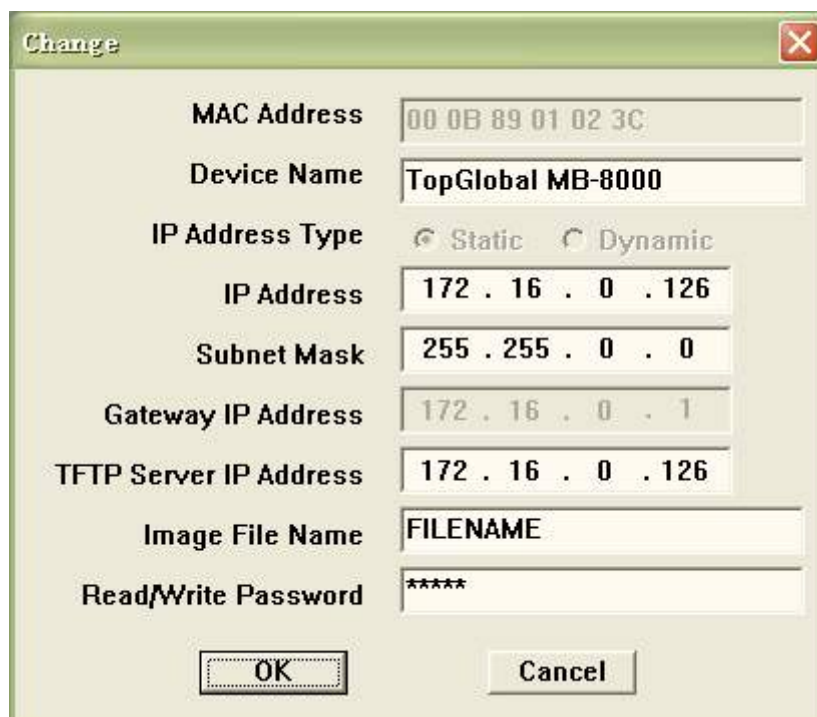 Change
MAC Address 00 0B 89 01 02 3C
Device Name TopGlobal MB-8000
IP Address Type Static Dynamic
IP Address 172 . 16 . 0 . 126
Subnet Mask 255 . 255 . 0 . 0
Gateway IP Address 172 . 16 . 0 . 1
TFTP Server IP Address 172 . 16 . 0 . 126
Image File Name FILENAME
Read/Write Password *****
OK Cancel